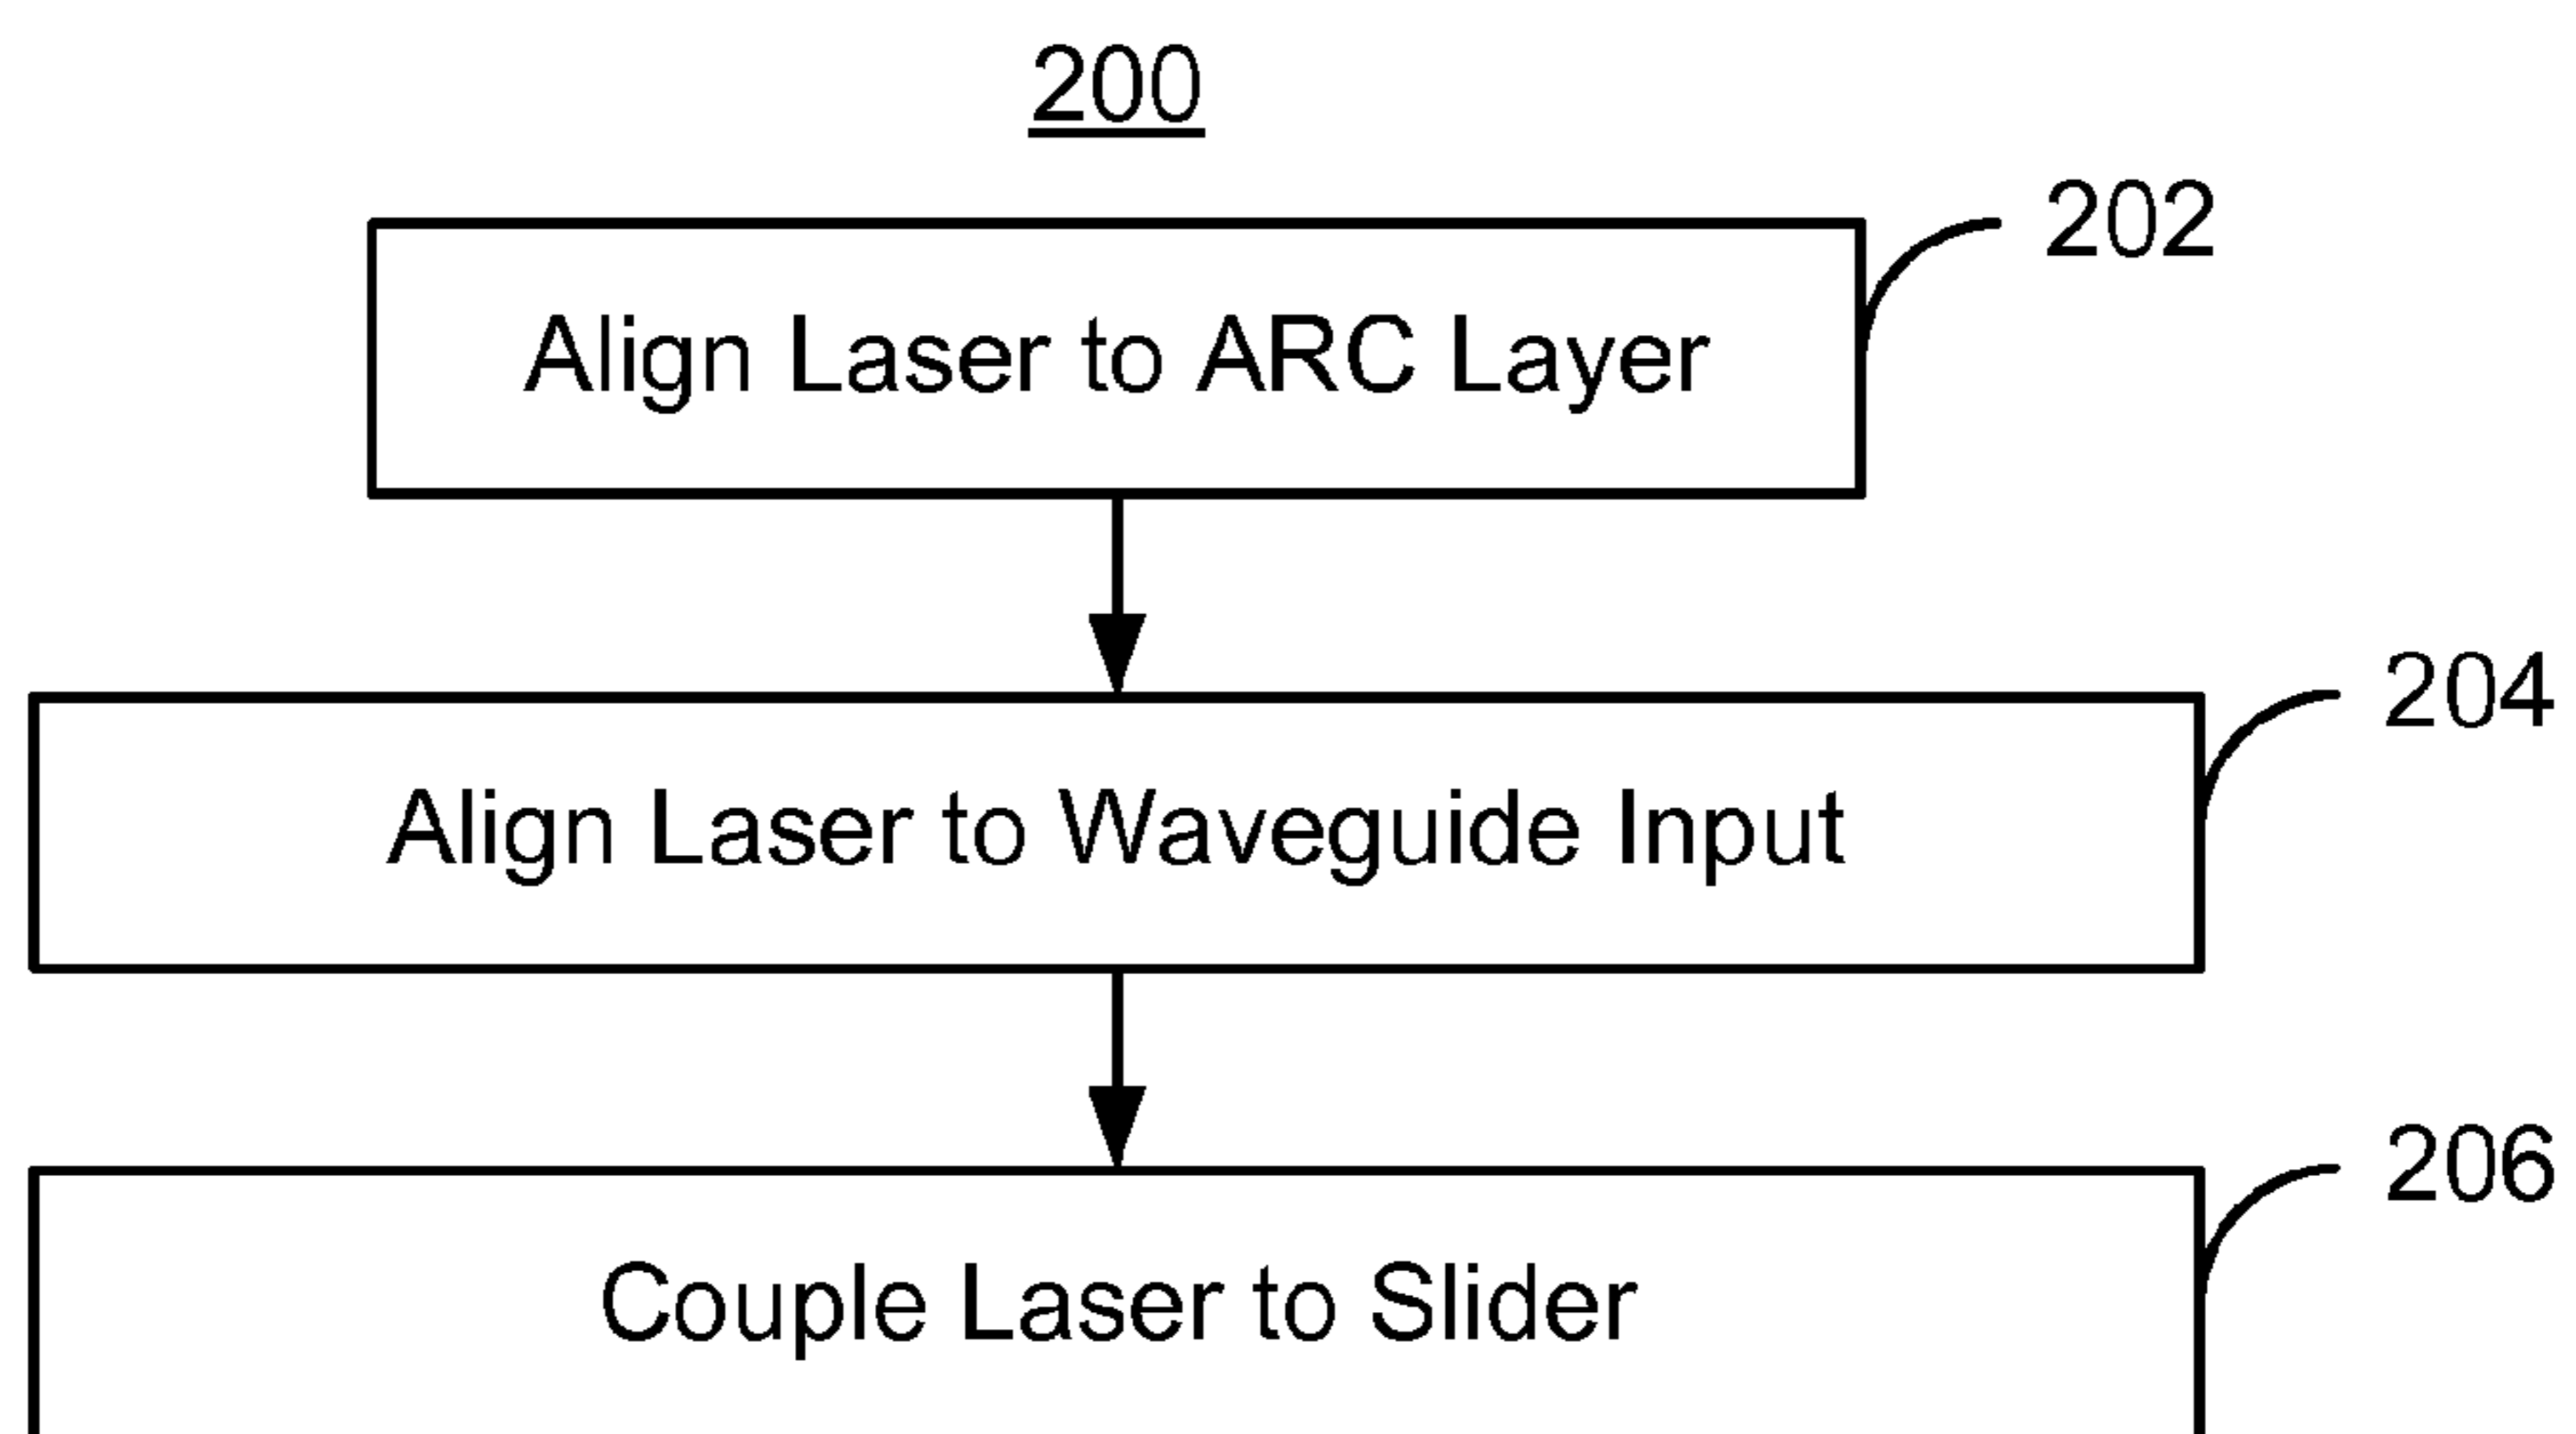 200
202
Align Laser to ARC Layer
204
Align Laser to Waveguide Input
206
Couple Laser to Slider